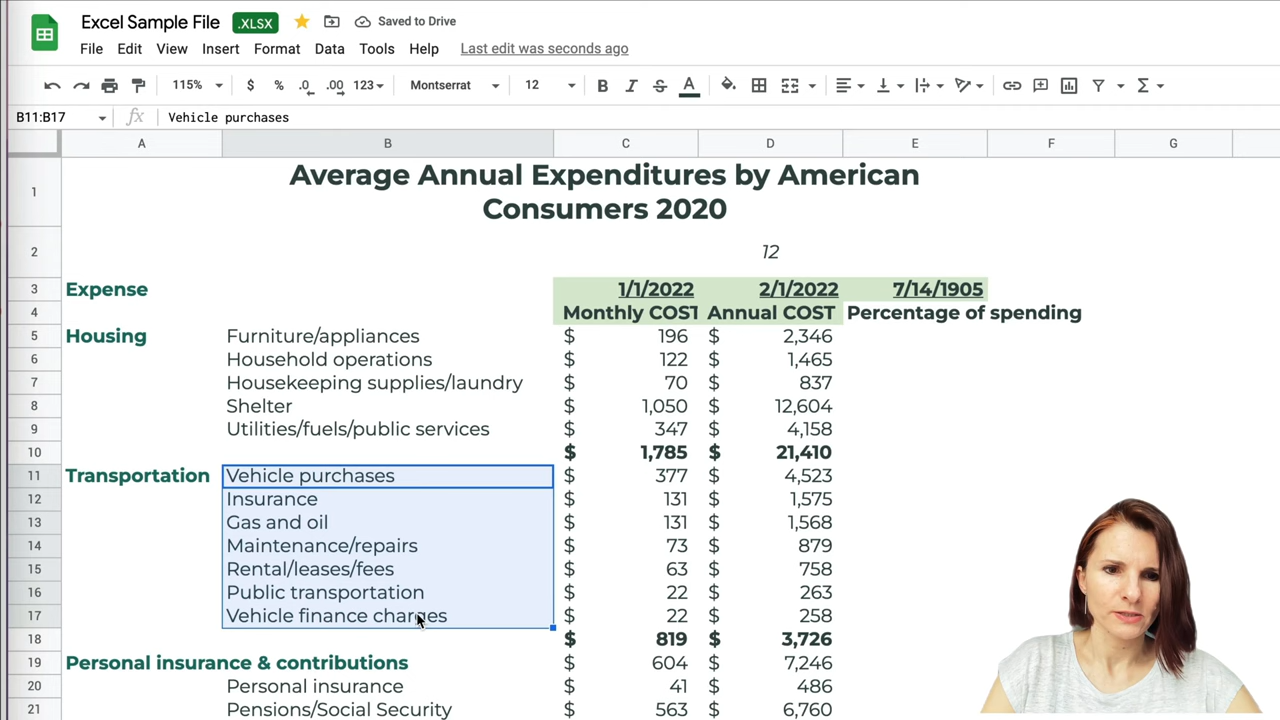 Excel Sample File .XLSX Saved to Drive
File Edit View Insert Format Data Tools Help Last edit was seconds ago
115% $ % .0 .00 123 Montserrat 12 B I S A Σ
B11:B17 fx Vehicle purchases
A B C D E F G
1 Average Annual Expenditures by American
Consumers 2020
2 12
3 Expense 1/1/2022 2/1/2022 7/14/1905
4 Monthly COST Annual COST Percentage of spending
5 Housing Furniture/appliances $ 196 $ 2,346
6 Household operations $ 122 $ 1,465
7 Housekeeping supplies/laundry $ 70 $ 837
8 Shelter $ 1,050 $ 12,604
9 Utilities/fuels/public services $ 347 $ 4,158
10 $ 1,785 $ 21,410
11 Transportation Vehicle purchases $ 377 $ 4,523
12 Insurance $ 131 $ 1,575
13 Gas and oil $ 131 $ 1,568
14 Maintenance/repairs $ 73 $ 879
15 Rental/leases/fees $ 63 $ 758
16 Public transportation $ 22 $ 263
17 Vehicle finance charges $ 22 $ 258
18 $ 819 $ 3,726
19 Personal insurance & contributions $ 604 $ 7,246
20 Personal insurance $ 41 $ 486
21 Pensions/Social Security $ 563 $ 6,760